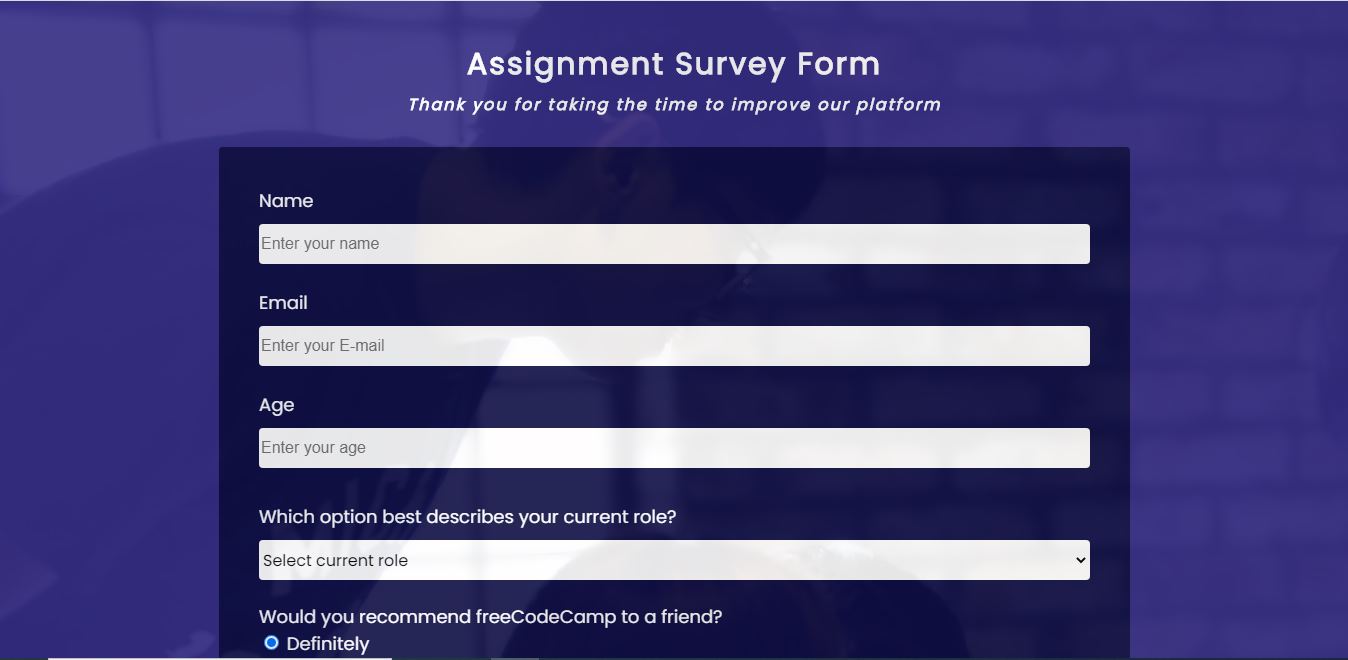 Assignment Survey Form
Thank you for taking the time to improve our platform
Name
Enter your name
Email
Enter your E-mail
Age
Enter your age
Which option best describes your current role?
Select current role
Would you recommend freeCodeCamp to a friend?
Definitely